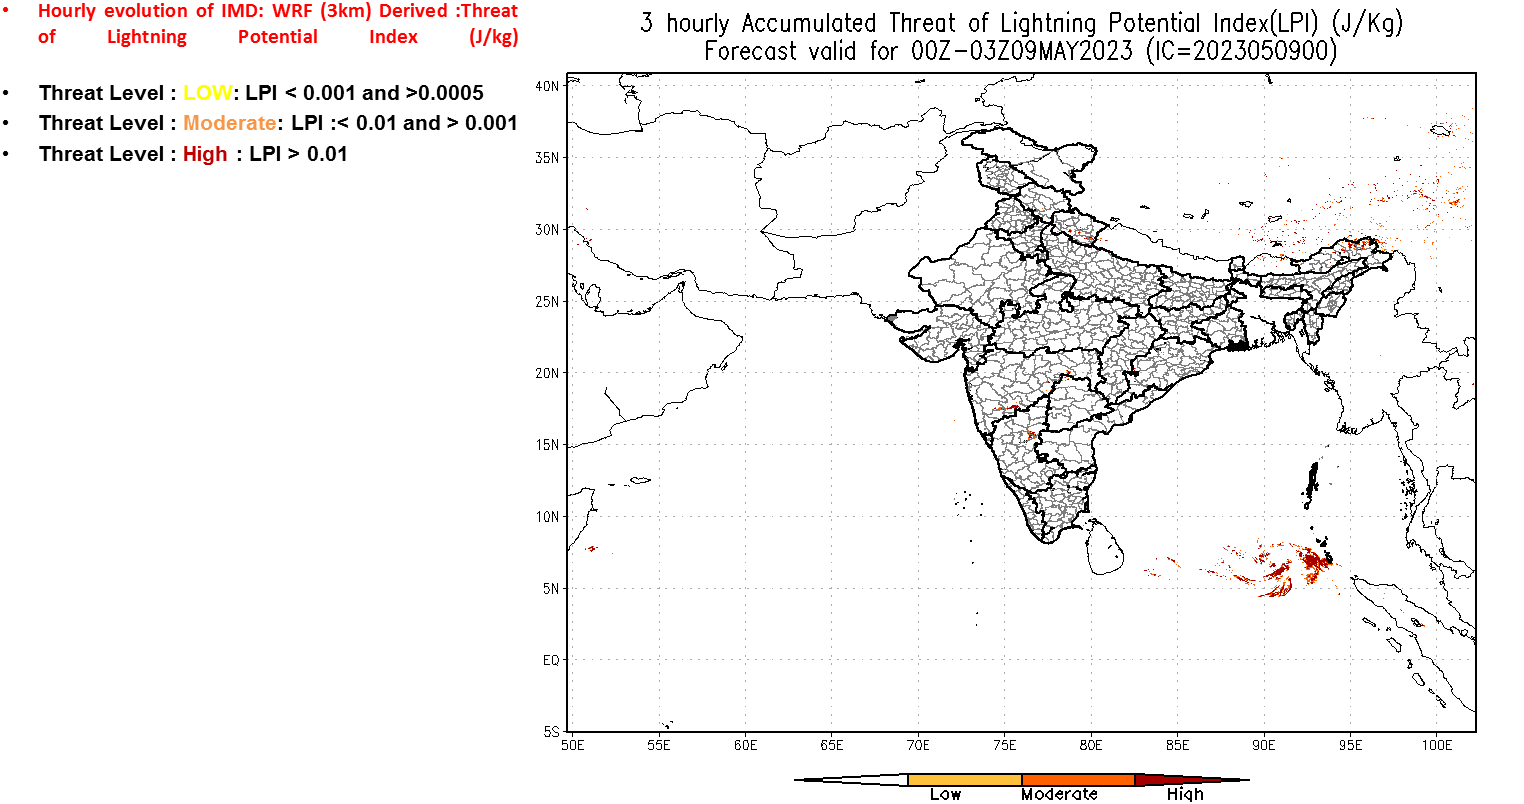 • Hourly evolution of IMD: WRF (3km) Derived :Threat
of Lightning Potential Index (J/kg)
• Threat Level : LOW: LPI < 0.001 and >0.0005
• Threat Level : Moderate: LPI :< 0.01 and > 0.001
• Threat Level : High : LPI > 0.01
3 hourly Accumulated Threat of Lightning Potential Index(LPI) (J/Kg)
Forecast valid for 00Z-03Z09MAY2023 (IC=2023050900)
40N
35N
30N
25N
20N
15N
10N
5N
EQ
5S
50E 55E 60E 65E 70E 75E 80E 85E 90E 95E 100E
Low Moderate High